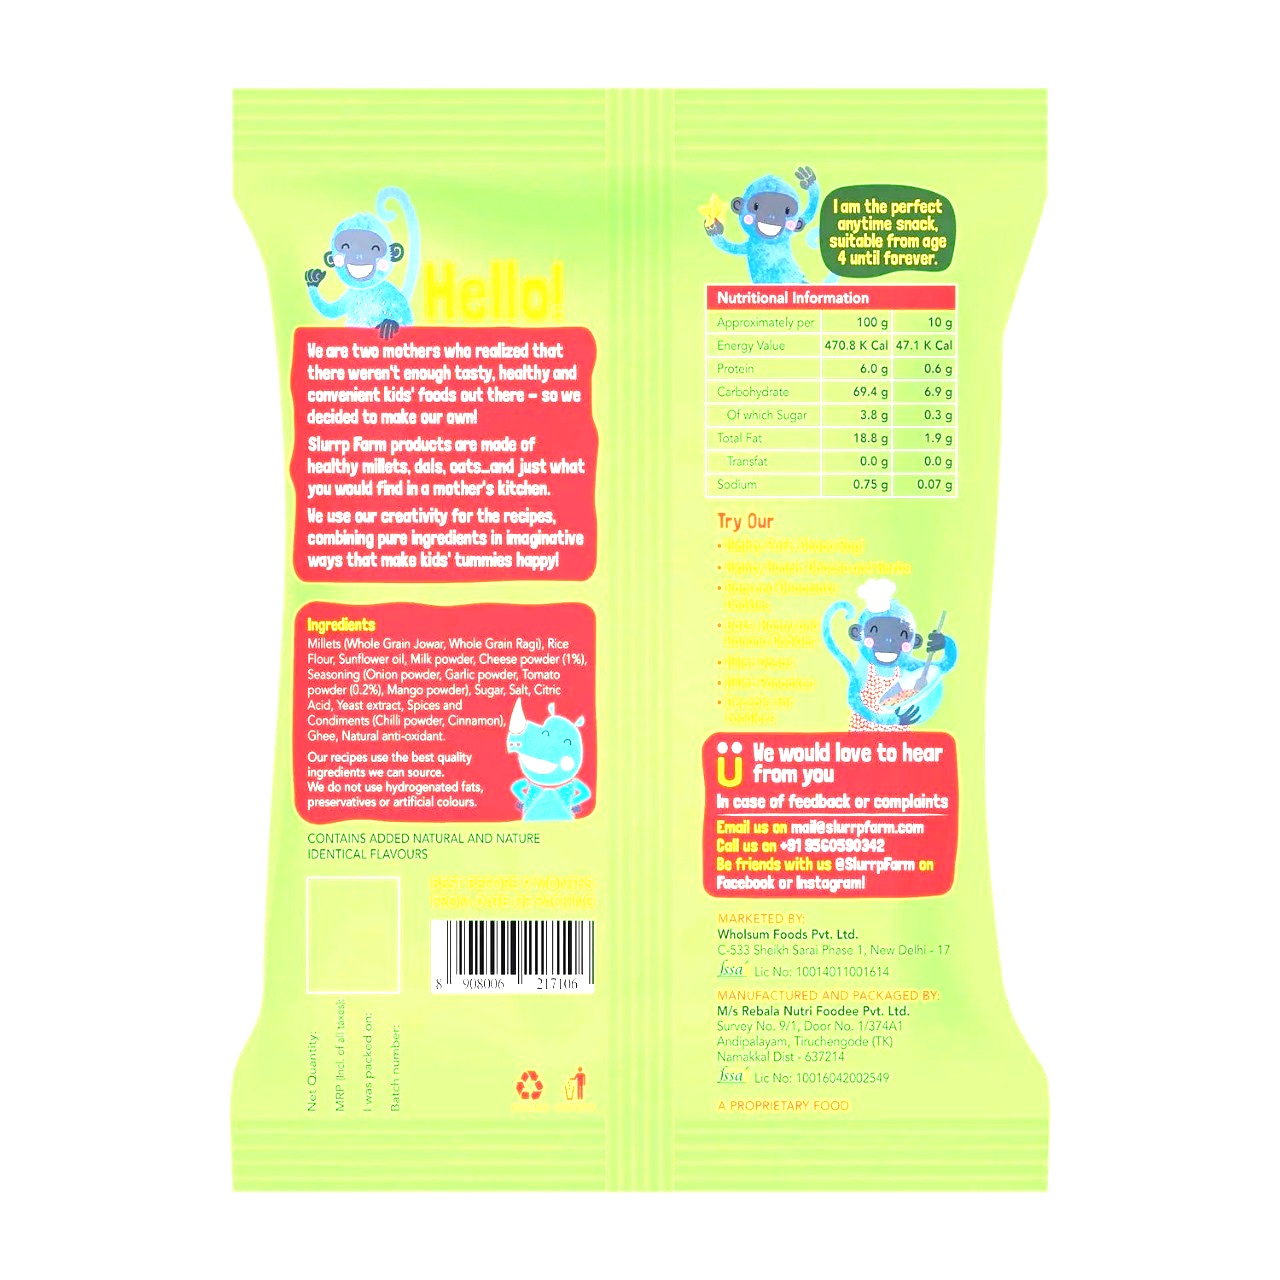 Hello!
We are two mothers who realized that
there weren't enough tasty, healthy and
convenient kids' foods out there – so we
decided to make our own!
Slurrp Farm products are made of
healthy millets, dals, oats...and just what
you would find in a mother's kitchen.
We use our creativity for the recipes,
combining pure ingredients in imaginative
ways that make kids' tummies happy!
Ingredients
Millets (Whole Grain Jowar, Whole Grain Ragi), Rice
Flour, Sunflower oil, Milk powder, Cheese powder (1%),
Seasoning (Onion powder, Garlic powder, Tomato
powder (0.2%), Mango powder), Sugar, Salt, Citric
Acid, Yeast extract, Spices and
Condiments (Chilli powder, Cinnamon),
Ghee, Natural anti-oxidant.
Our recipes use the best quality
ingredients we can source.
We do not use hydrogenated fats,
preservatives or artificial colours.
CONTAINS ADDED NATURAL AND NATURE
IDENTICAL FLAVOURS
8 908006 217106
Net Quantity:
MRP (Incl. of all taxes):
I was packed on:
Batch number:
I am the perfect
anytime snack,
suitable from age
4 until forever.
Nutritional Information
Approximately per 100 g 10 g
Energy Value 470.8 K Cal 47.1 K Cal
Protein 6.0 g 0.6 g
Carbohydrate 69.4 g 6.9 g
Of which Sugar 3.8 g 0.3 g
Total Fat 18.8 g 1.9 g
Transfat 0.0 g 0.0 g
Sodium 0.75 g 0.07 g
Try Our
We would love to hear
from you
In case of feedback or complaints
Email us on mail@slurrpfarm.com
Call us on +91 9560590342
Be friends with us @SlurrpFarm on
Facebook or Instagram!
MARKETED BY:
Wholsum Foods Pvt. Ltd.
C-533 Sheikh Sarai Phase 1, New Delhi - 17
fssai Lic No: 10014011001614
MANUFACTURED AND PACKAGED BY:
M/s Rebala Nutri Foodee Pvt. Ltd.
Survey No. 9/1, Door No. 1/374A1
Andipalayam, Tiruchengode (TK)
Namakkal Dist - 637214
fssai Lic No: 10016042002549
A PROPRIETARY FOOD